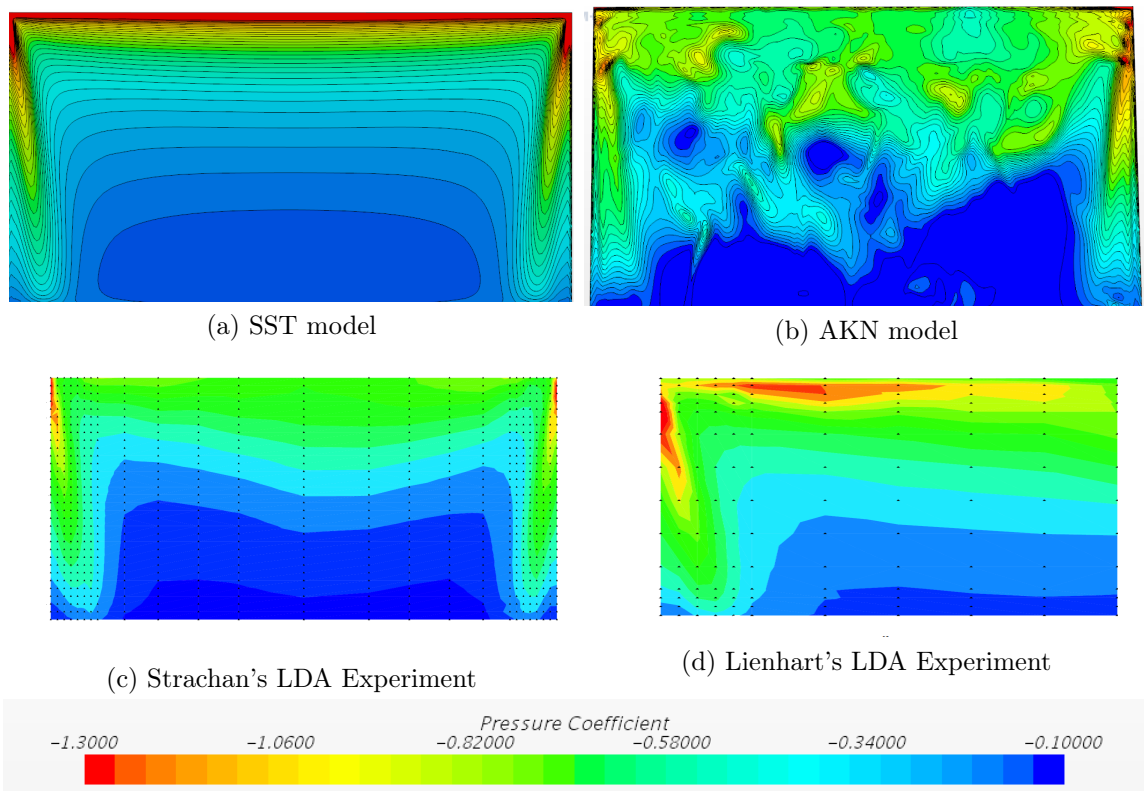 (a) SST model
(b) AKN model
(c) Strachan's LDA Experiment
(d) Lienhart's LDA Experiment
Pressure Coefficient
−1.3000 −1.0600 −0.82000 −0.58000 −0.34000 −0.10000